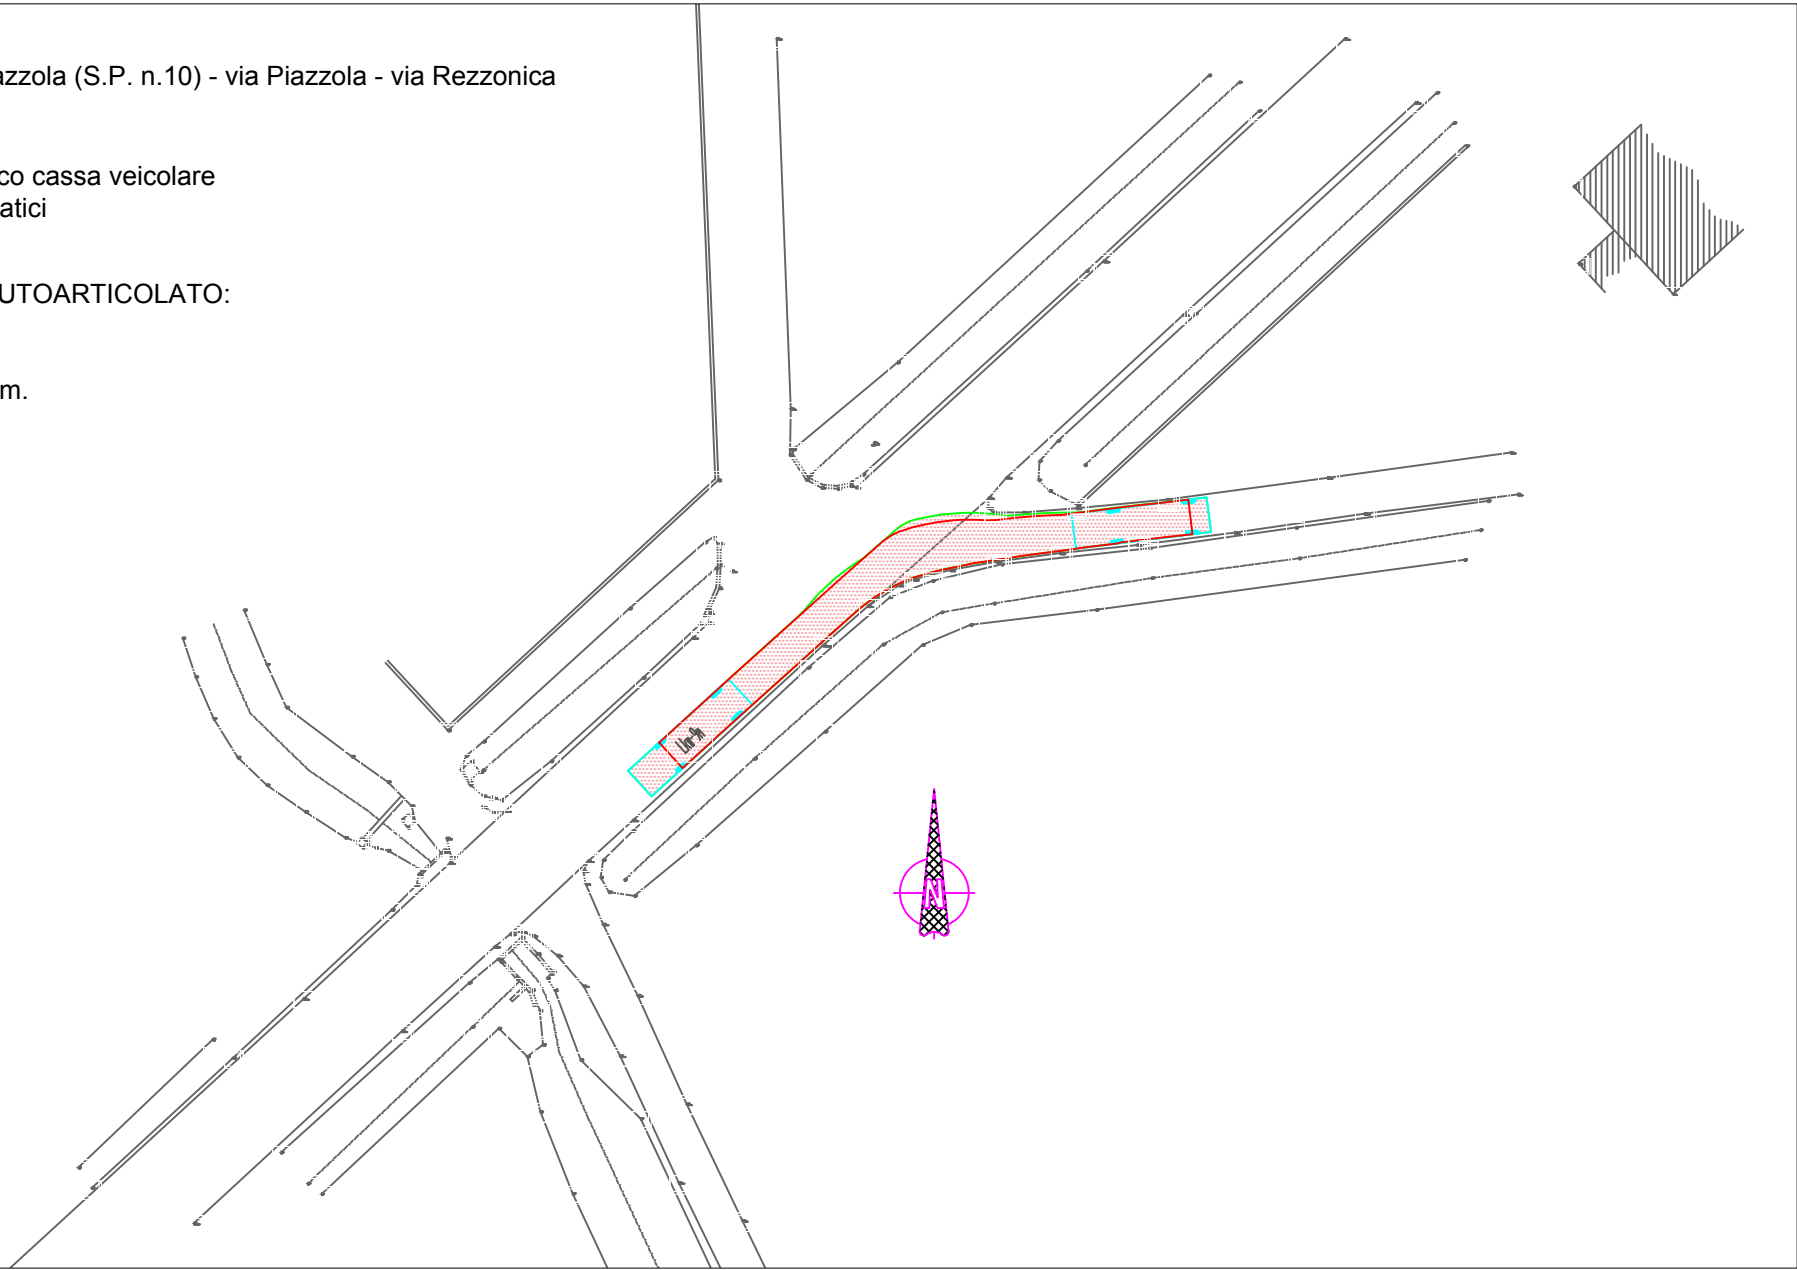 azzola (S.P. n.10) - via Piazzola - via Rezzonica
co cassa veicolare
atici
UTOARTICOLATO:
m.
N